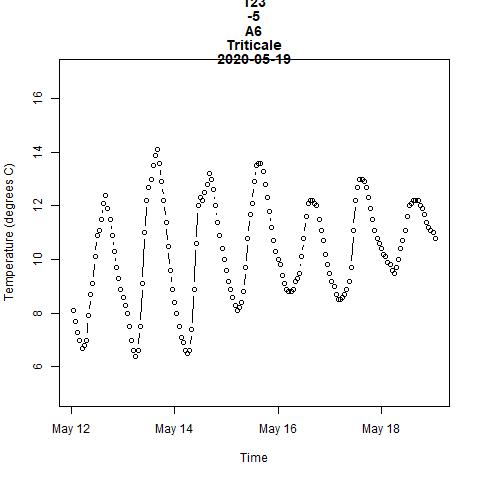 123
-5
A6
Triticale
2020-05-19
Temperature (degrees C)
16
14
12
10
8
6
May 12
May 14
May 16
May 18
Time